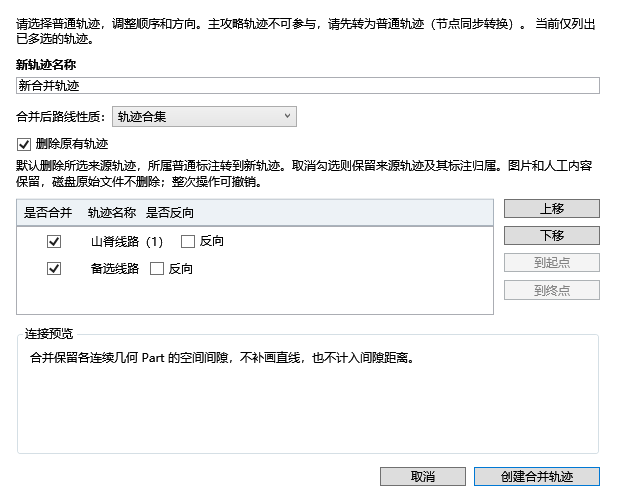 请选择普通轨迹，调整顺序和方向。主攻略轨迹不可参与，请先转为普通轨迹（节点同步转换）。 当前仅列出
已多选的轨迹。
新轨迹名称
新合并轨迹
合并后路线性质： 轨迹合集
删除原有轨迹
默认删除所选来源轨迹，所属普通标注转到新轨迹。取消勾选则保留来源轨迹及其标注归属。图片和人工内容
保留，磁盘原始文件不删除；整次操作可撤销。
是否合并 轨迹名称 是否反向
山脊线路（1） 反向
备选线路 反向
上移
下移
到起点
到终点
连接预览
合并保留各连续几何 Part 的空间间隙，不补画直线，也不计入间隙距离。
取消 创建合并轨迹